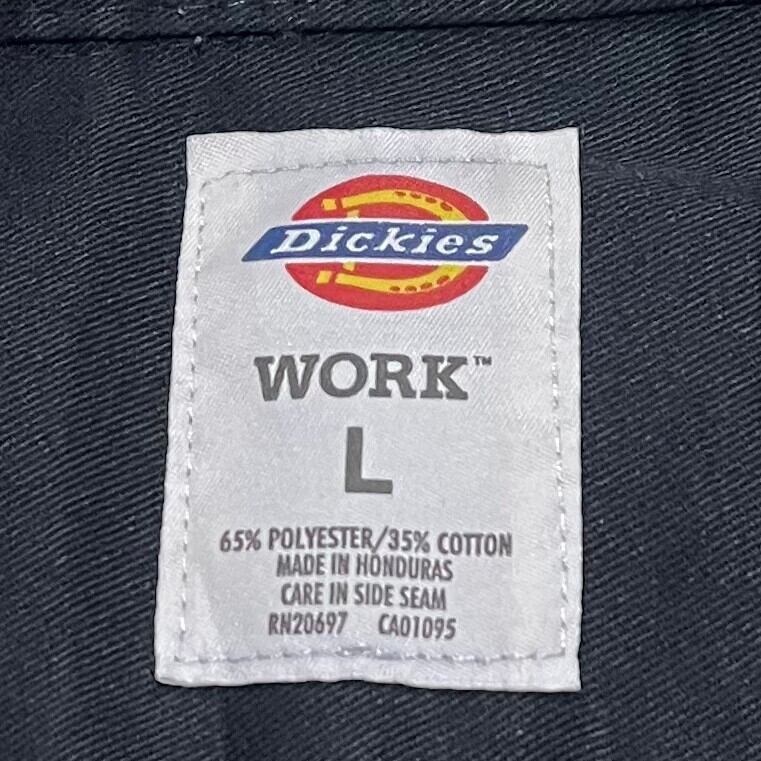 Dickies
WORK™
L
65% POLYESTER/35% COTTON
MADE IN HONDURAS
CARE IN SIDE SEAM
RN20697 CA01095